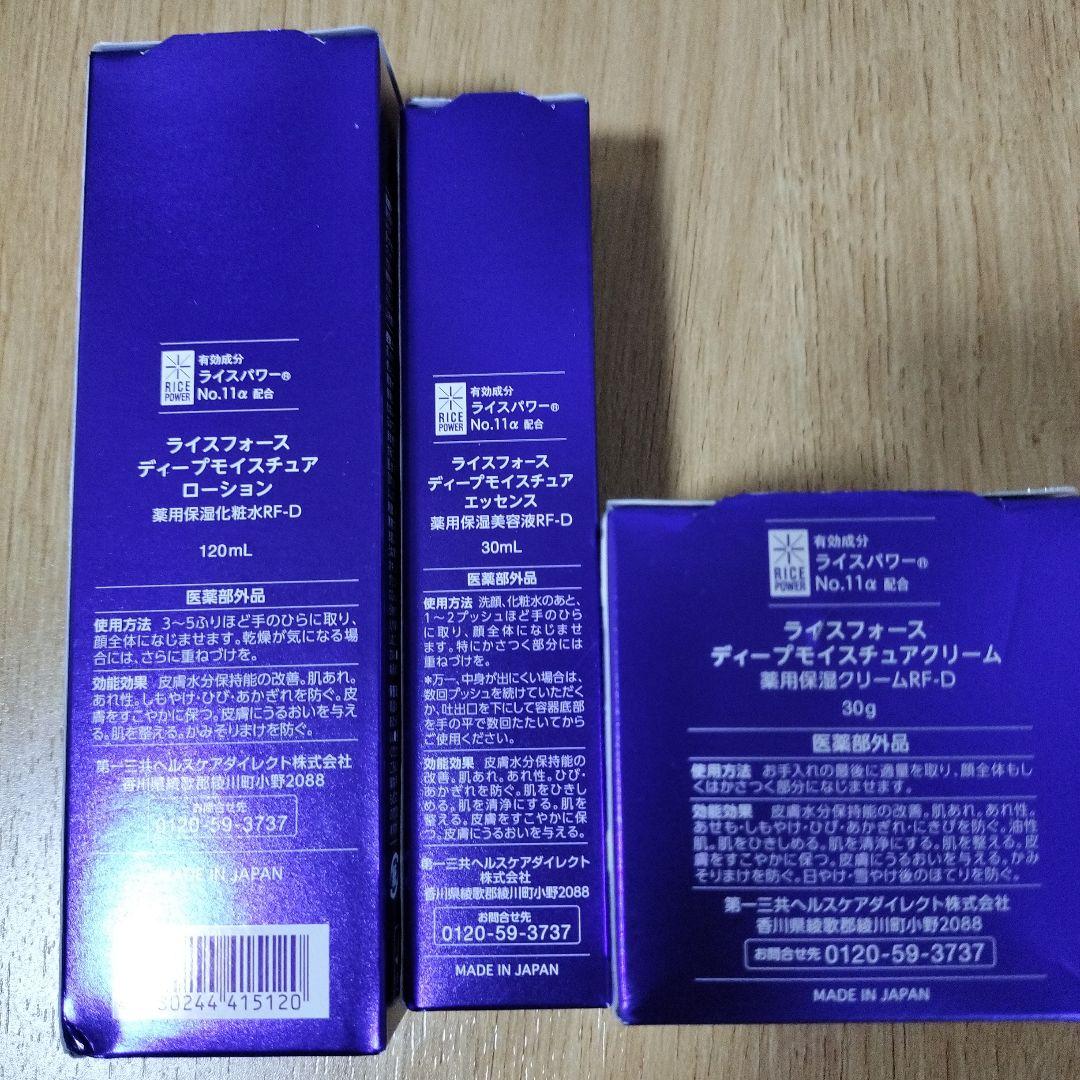 RICE
POWER
有効成分
ライスパワー®
No.11α 配合
ライスフォース
ディープモイスチュア
ローション
薬用保湿化粧水RF-D
120mL
医薬部外品
使用方法 3〜5ふりほど手のひらに取り、
顔全体になじませます。乾燥が気になる場
合には、さらに重ねづけを。
効能効果 皮膚水分保持能の改善。肌あれ。
あれ性。しもやけ・ひび・あかぎれを防ぐ。皮
膚をすこやかに保つ。皮膚にうるおいを与え
る。肌を整える。かみそりまけを防ぐ。
第一三共ヘルスケアダイレクト株式会社
香川県綾歌郡綾川町小野2088
お問合せ先
0120-59-3737
MADE IN JAPAN
30244 415120
RICE
POWER
有効成分
ライスパワー®
No.11α 配合
ライスフォース
ディープモイスチュア
エッセンス
薬用保湿美容液RF-D
30mL
医薬部外品
使用方法 洗顔、化粧水のあと、
1〜2プッシュほど手のひら
に取り、顔全体になじませ
ます。特にかさつく部分には
重ねづけを。
*万一、中身が出にくい場合は、
数回プッシュを続けていただく
か、吐出口を下にして容器底部
を手の平で数回たたいてから
ご使用ください。
効能効果 皮膚水分保持能の
改善。肌あれ。あれ性。ひび・
あかぎれを防ぐ。肌をひきし
める。肌を清浄にする。肌を
整える。皮膚をすこやかに保
つ。皮膚にうるおいを与える。
第一三共ヘルスケアダイレクト
株式会社
香川県綾歌郡綾川町小野2088
お問合せ先
0120-59-3737
MADE IN JAPAN
RICE
POWER
有効成分
ライスパワー®
No.11α 配合
ライスフォース
ディープモイスチュアクリーム
薬用保湿クリームRF-D
30g
医薬部外品
使用方法 お手入れの最後に適量を取り、顔全体もし
くはかさつく部分になじませます。
効能効果 皮膚水分保持能の改善。肌あれ。あれ性。
あせも・しもやけ・ひび・あかぎれ・にきびを防ぐ。油性
肌。肌をひきしめる。肌を清浄にする。肌を整える。皮
膚をすこやかに保つ。皮膚にうるおいを与える。かみ
そりまけを防ぐ。日やけ・雪やけ後のほてりを防ぐ。
第一三共ヘルスケアダイレクト株式会社
香川県綾歌郡綾川町小野2088
お問合せ先 0120-59-3737
MADE IN JAPAN